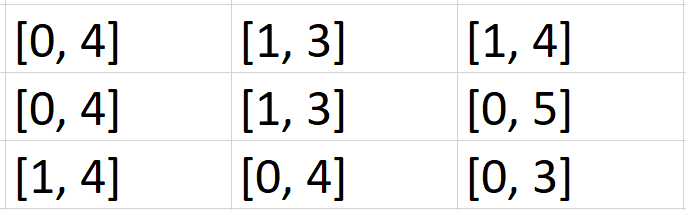 [0, 4] [1, 3] [1, 4]
[0, 4] [1, 3] [0, 5]
[1, 4] [0, 4] [0, 3]